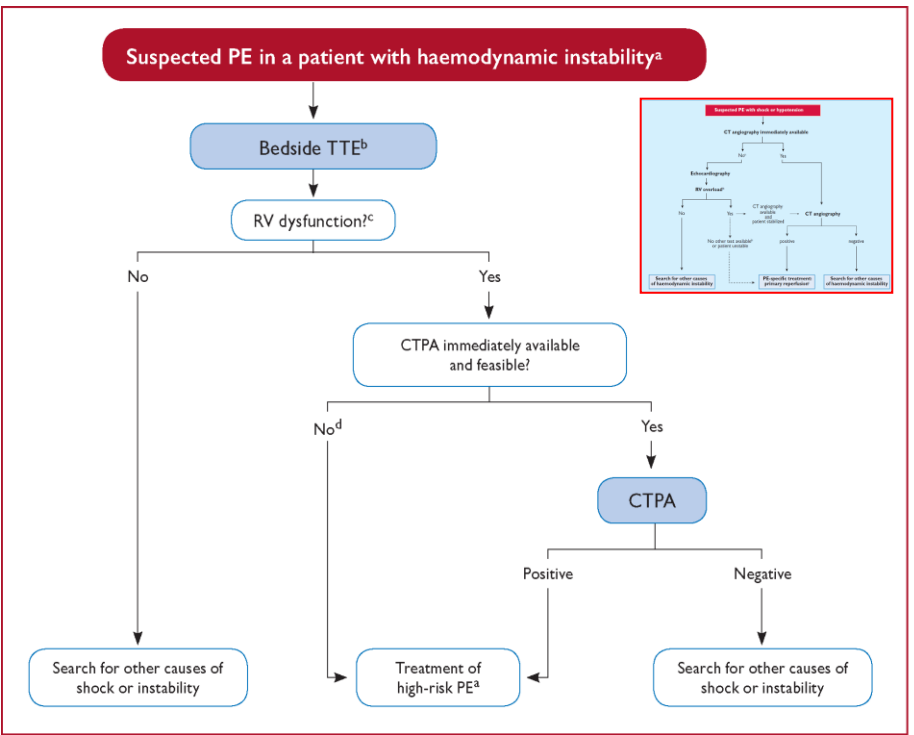 Suspected PE in a patient with haemodynamic instabilityᵃ
Bedside TTEᵇ
RV dysfunction?ᶜ
No
Yes
CTPA immediately available
and feasible?
Noᵈ
Yes
CTPA
Positive
Negative
Search for other causes of
shock or instability
Treatment of
high-risk PEᵃ
Search for other causes of
shock or instability
Suspected PE with shock or hypotension
CT angiography immediately available
Noᵃ
Yes
Echocardiography
RV overloadᵇ
No
Yes
CT angiography
available
and
patient stabilized
CT angiography
No other test available
or patient unstable
positive
negative
Search for other causes
of haemodynamic instability
PE-specific treatment:
primary reperfusion
Search for other causes
of haemodynamic instability